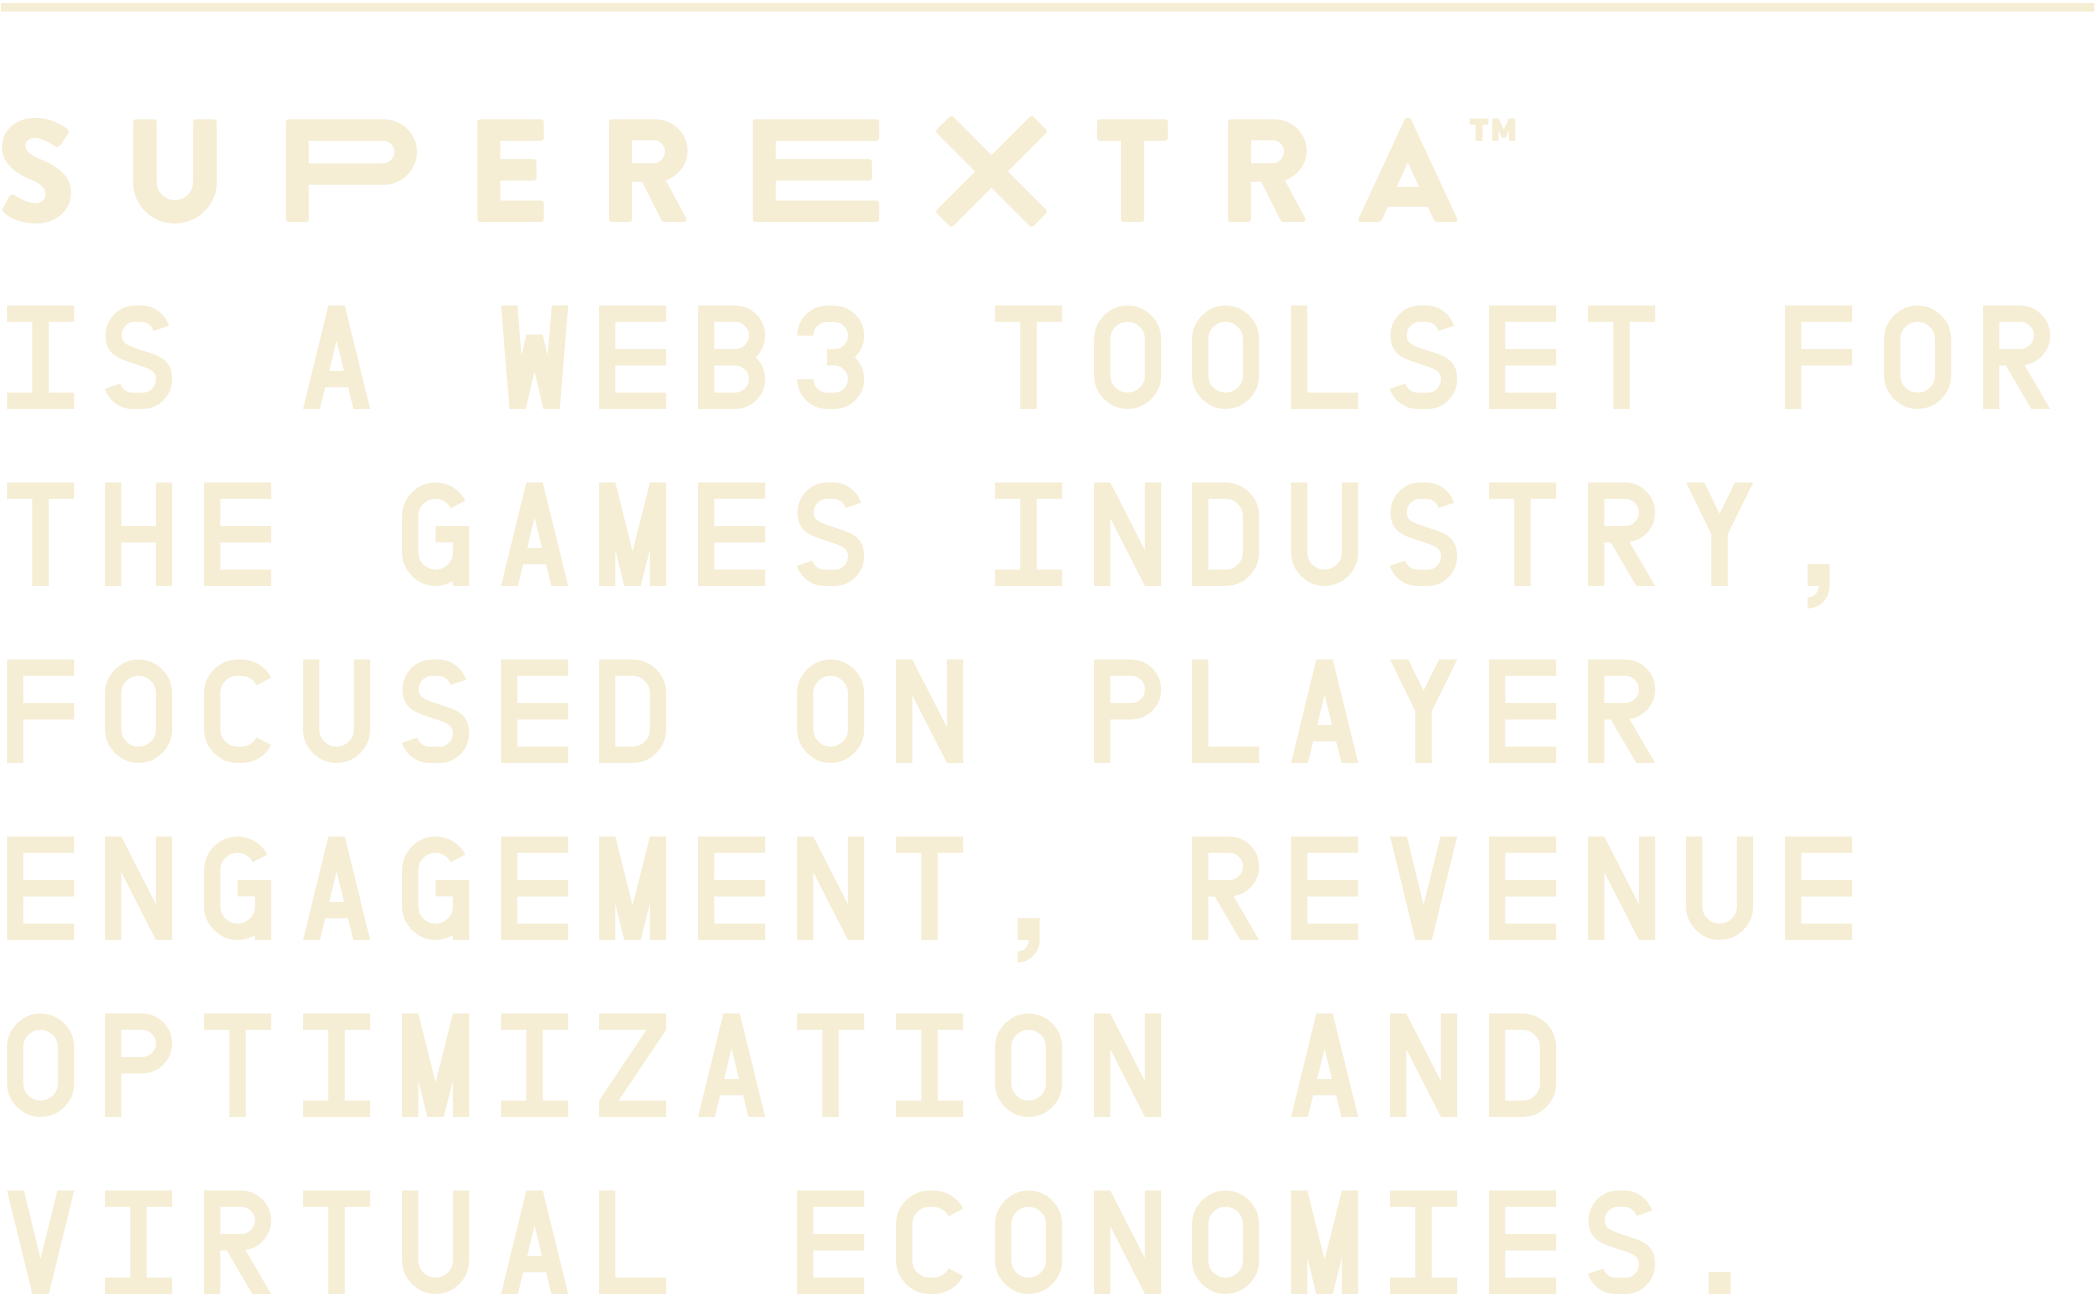 SUPEREXTRA™
IS A WEB3 TOOLSET FOR
THE GAMES INDUSTRY,
FOCUSED ON PLAYER
ENGAGEMENT, REVENUE
OPTIMIZATION AND
VIRTUAL ECONOMIES.